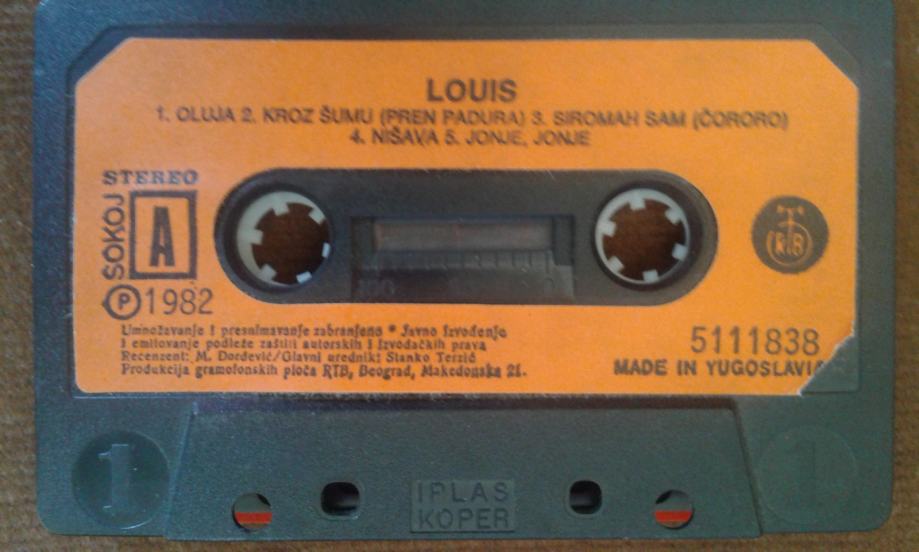 LOUIS
1. OLUJA 2. KROZ ŠUMU (PREN PADURA) 3. SIROMAH SAM (ČORORO)
4. NIŠAVA 5. JONJE, JONJE
STEREO
SOKOJ
A
RTB
℗ 1982
Umnožavanje i presnimavanje zabranjeno * Javno izvođenje
i emitovanje podleže zaštiti autorskih i izvođačkih prava
Recenzent: M. Đorđević/Glavni urednik: Stanko Terzić
Produkcija gramofonskih ploča RTB, Beograd, Makedonska 21.
5111838
MADE IN YUGOSLAVIA
1
1
IPLAS
KOPER